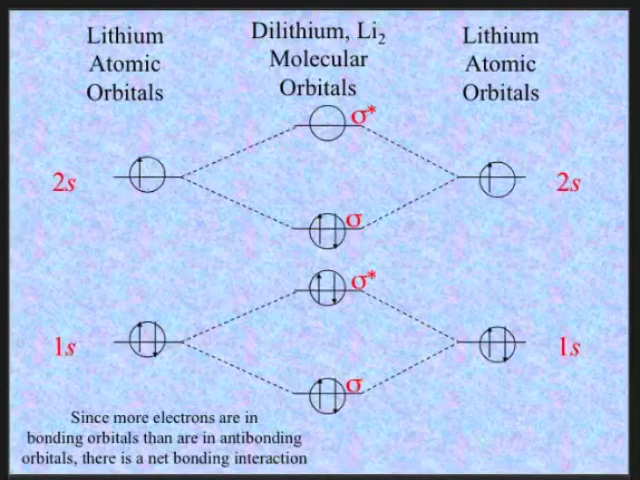 Lithium
Atomic
Orbitals
Dilithium, Li₂
Molecular
Orbitals
Lithium
Atomic
Orbitals
σ*
2s
2s
σ
σ*
1s
1s
σ
Since more electrons are in
bonding orbitals than are in antibonding
orbitals, there is a net bonding interaction